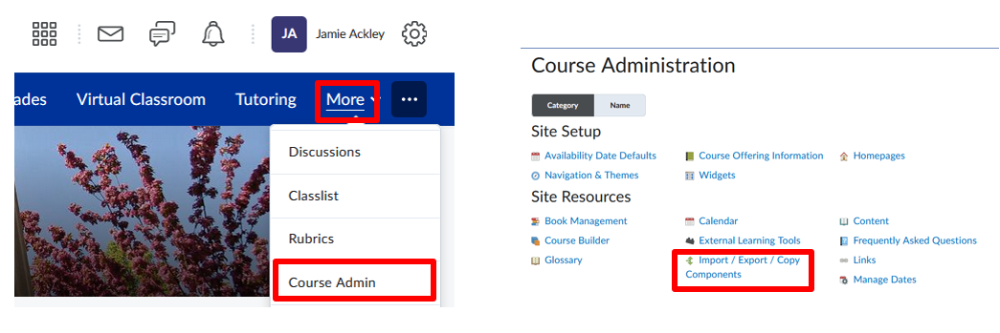 JA Jamie Ackley
ades Virtual Classroom Tutoring More ...
Discussions
Classlist
Rubrics
Course Admin
Course Administration
Category Name
Site Setup
Availability Date Defaults Course Offering Information Homepages
Navigation & Themes Widgets
Site Resources
Book Management Calendar Content
Course Builder External Learning Tools Frequently Asked Questions
Glossary Import / Export / Copy Links
Components
Manage Dates